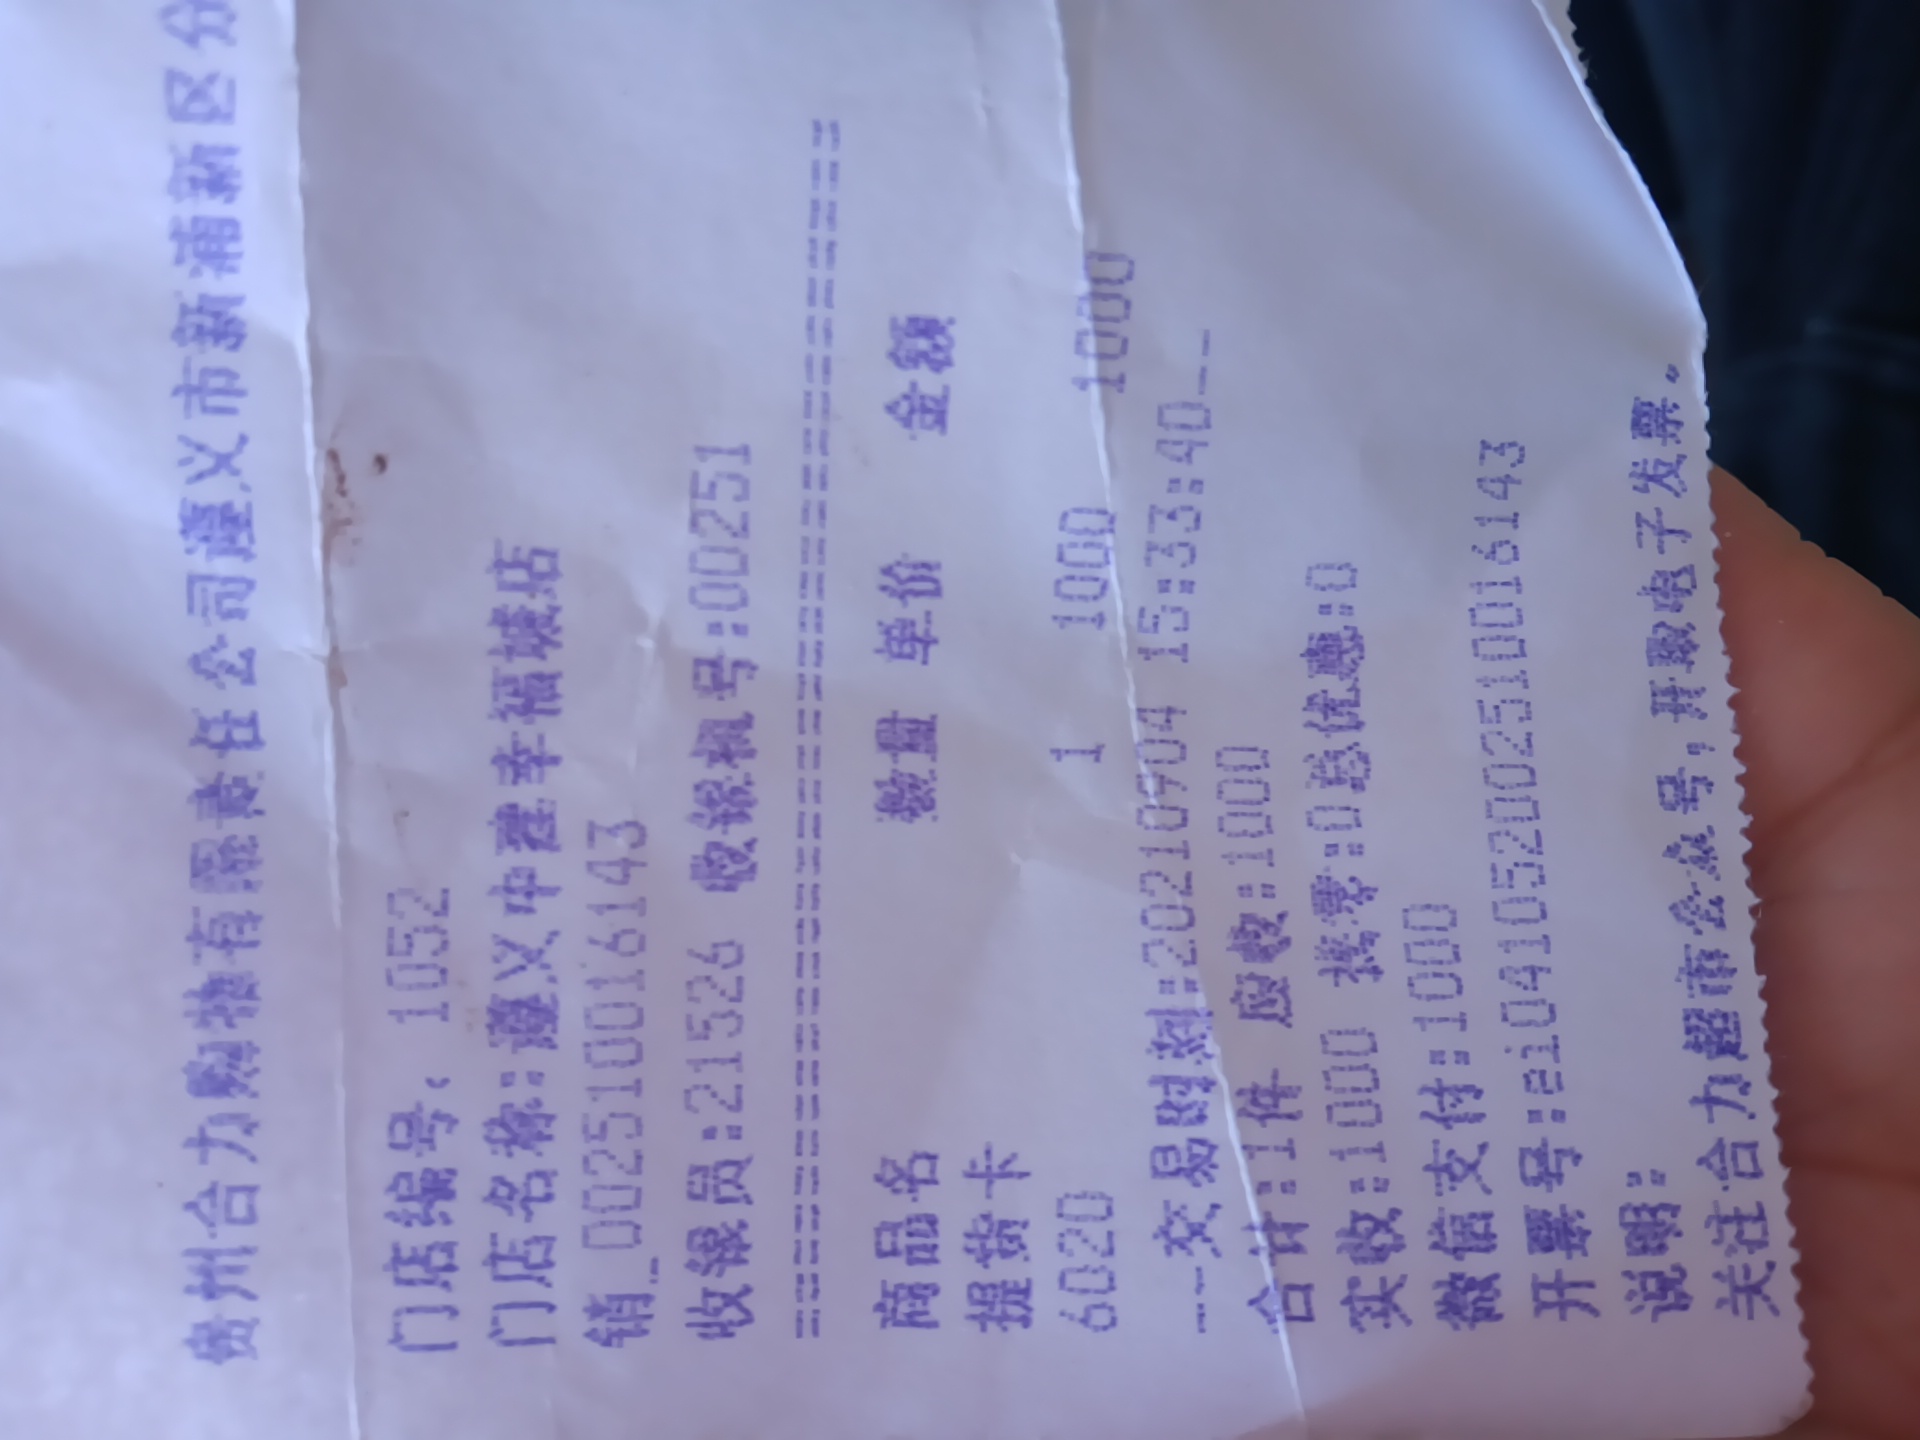 贵州合力购物有限责任公司遵义市新浦新区分
门店编号: 1052
门店名称:遵义中建幸福城店
销_002510016143
收银员:21526 收银机号:00251
商品名 数量 单价 金额
提货卡
6020 1 1000 1000
---交易时刻:20210904 15:33:40---
合计:1件 应收:1000
实收:1000 找零:0总优惠:0
微信支付:1000
开票号:ei0410520025100 16143
说明:
关注合力超市公众号,开取电子发票。